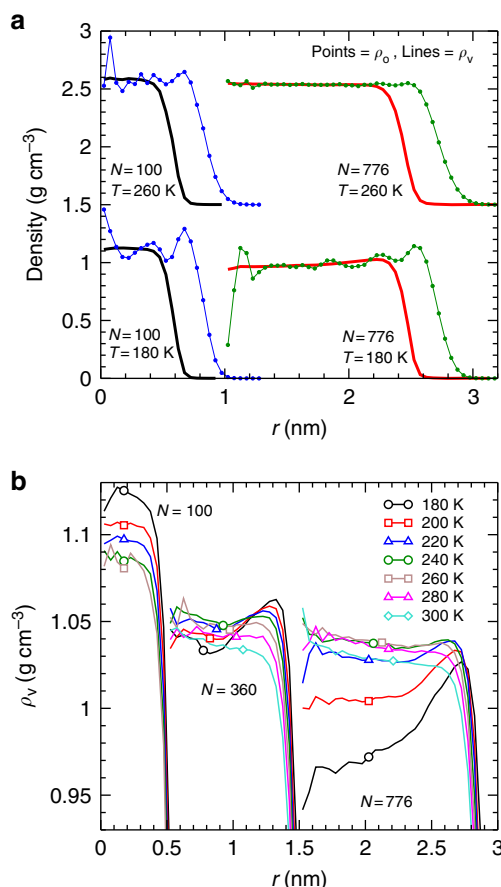 a
Points = ρo , Lines = ρv
3
2.5
2
1.5
1
0.5
0
Density (g cm−3)
N=100
T=260 K
N=776
T=260 K
N=100
T=180 K
N=776
T=180 K
0 1 2 3
r (nm)
b
N = 100
180 K
200 K
220 K
240 K
260 K
280 K
300 K
1.1
1.05
1
0.95
ρv (g cm−3)
N = 360
N = 776
0 0.5 1 1.5 2 2.5 3
r (nm)